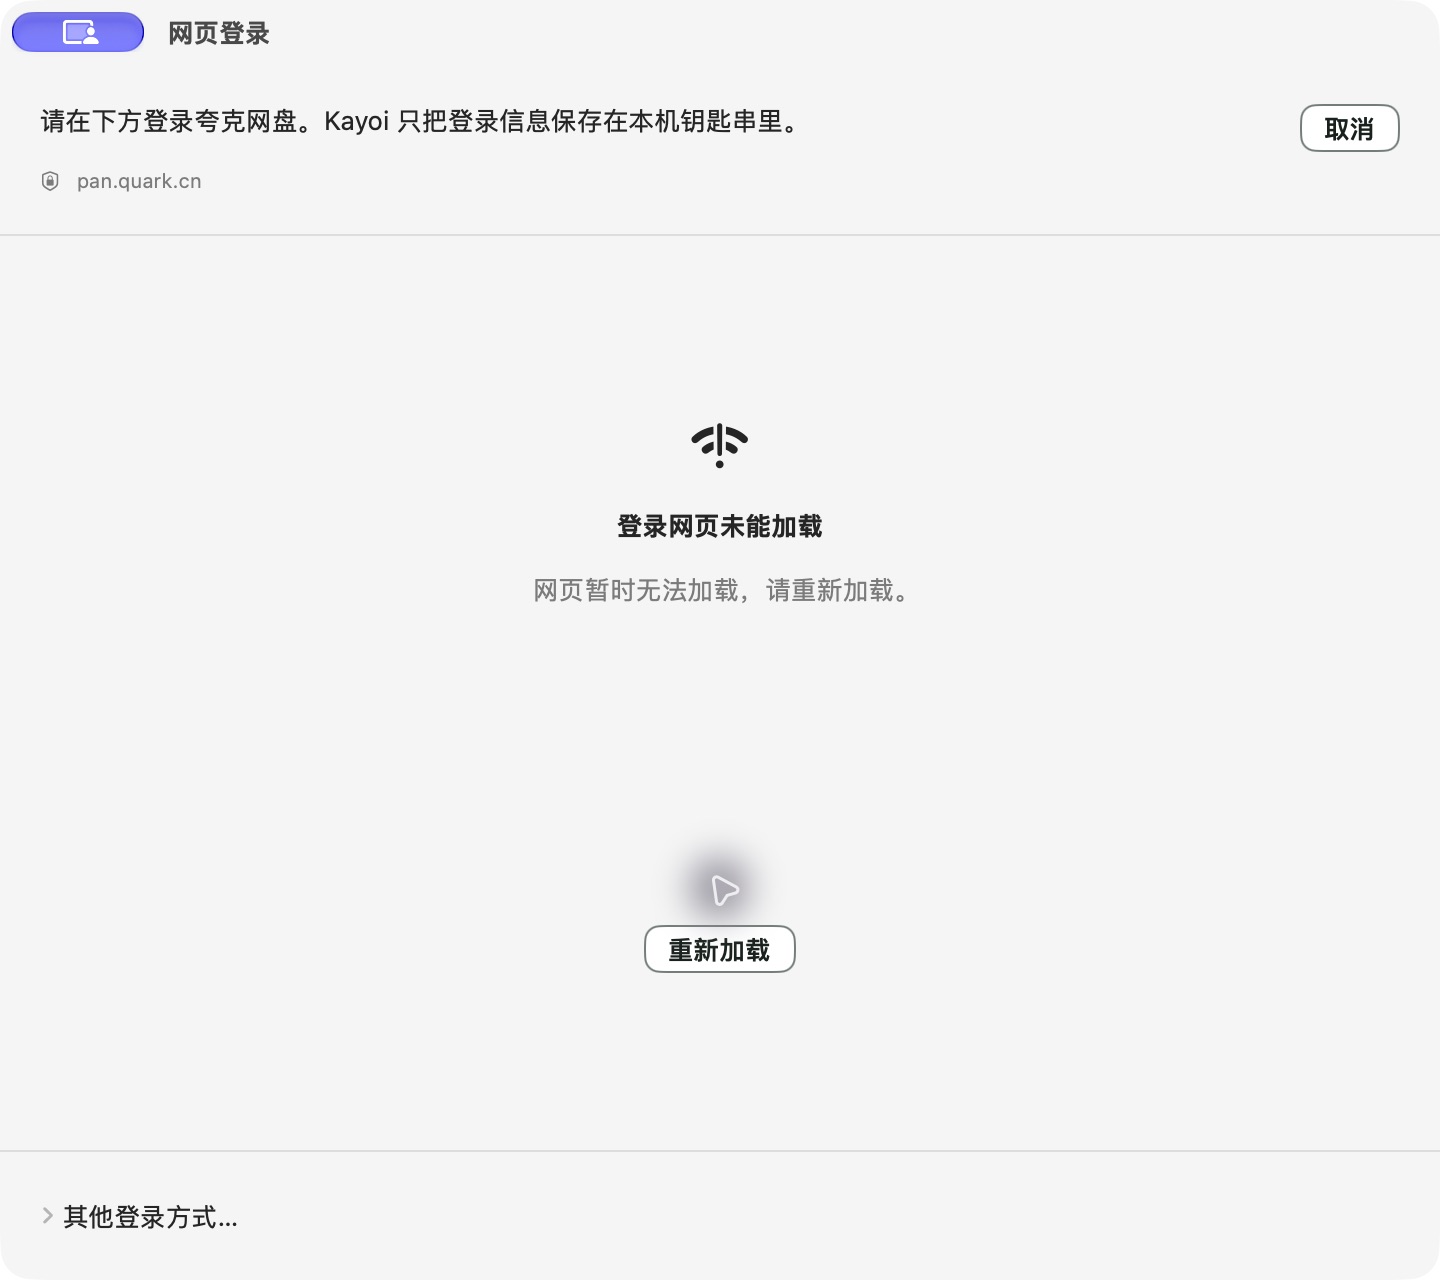 网页登录
请在下方登录夸克网盘。Kayoi 只把登录信息保存在本机钥匙串里。
取消
pan.quark.cn
登录网页未能加载
网页暂时无法加载，请重新加载。
重新加载
其他登录方式...